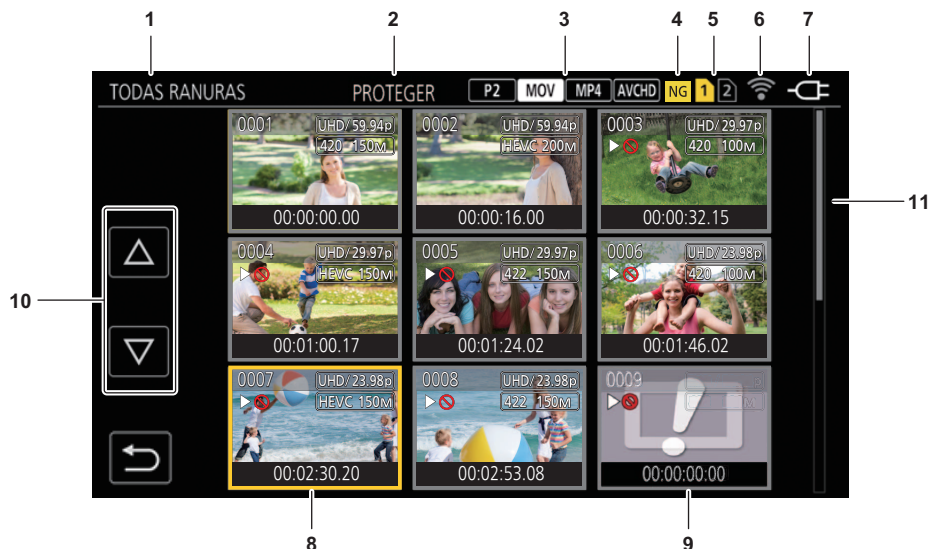 1 2 3 4 5 6 7
TODAS RANURAS PROTEGER P2 MOV MP4 AVCHD NG 1 2
0001 UHD/59.94p 0002 UHD/59.94p 0003 UHD/29.97p
420 150M HEVC 200M 420 100M
00:00:00.00 00:00:16.00 00:00:32.15
11
0004 UHD/29.97p 0005 UHD/29.97p 0006 UHD/23.98p
HEVC 150M 422 150M 420 100M
10
00:01:00.17 00:01:24.02 00:01:46.02
0007 UHD/23.98p 0008 UHD/23.98p 0009
HEVC 150M 422 150M
00:02:30.20 00:02:53.08 00:00:00:00
8 9